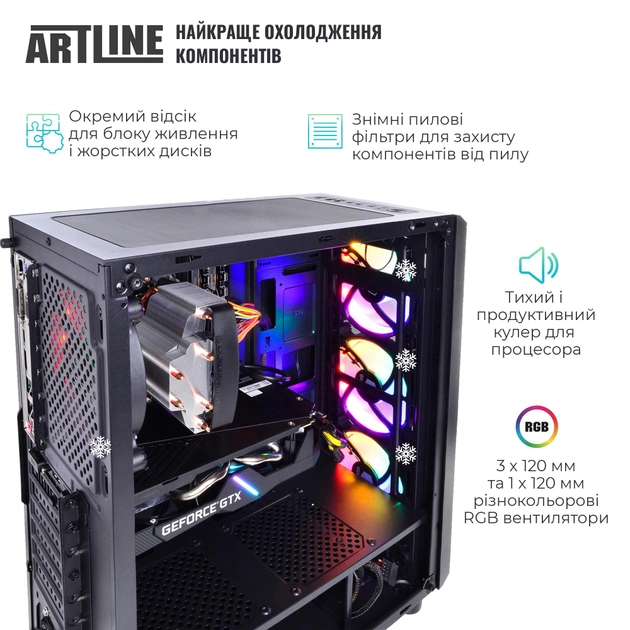 ARTLINE
НАЙКРАЩЕ ОХОЛОДЖЕННЯ
КОМПОНЕНТІВ
Окремий відсік
для блоку живлення
і жорстких дисків
Знімні пилові
фільтри для захисту
компонентів від пилу
Тихий і
продуктивний
кулер для
процесора
RGB
3 x 120 мм
та 1 x 120 мм
різнокольорові
RGB вентилятори
GEFORCE GTX